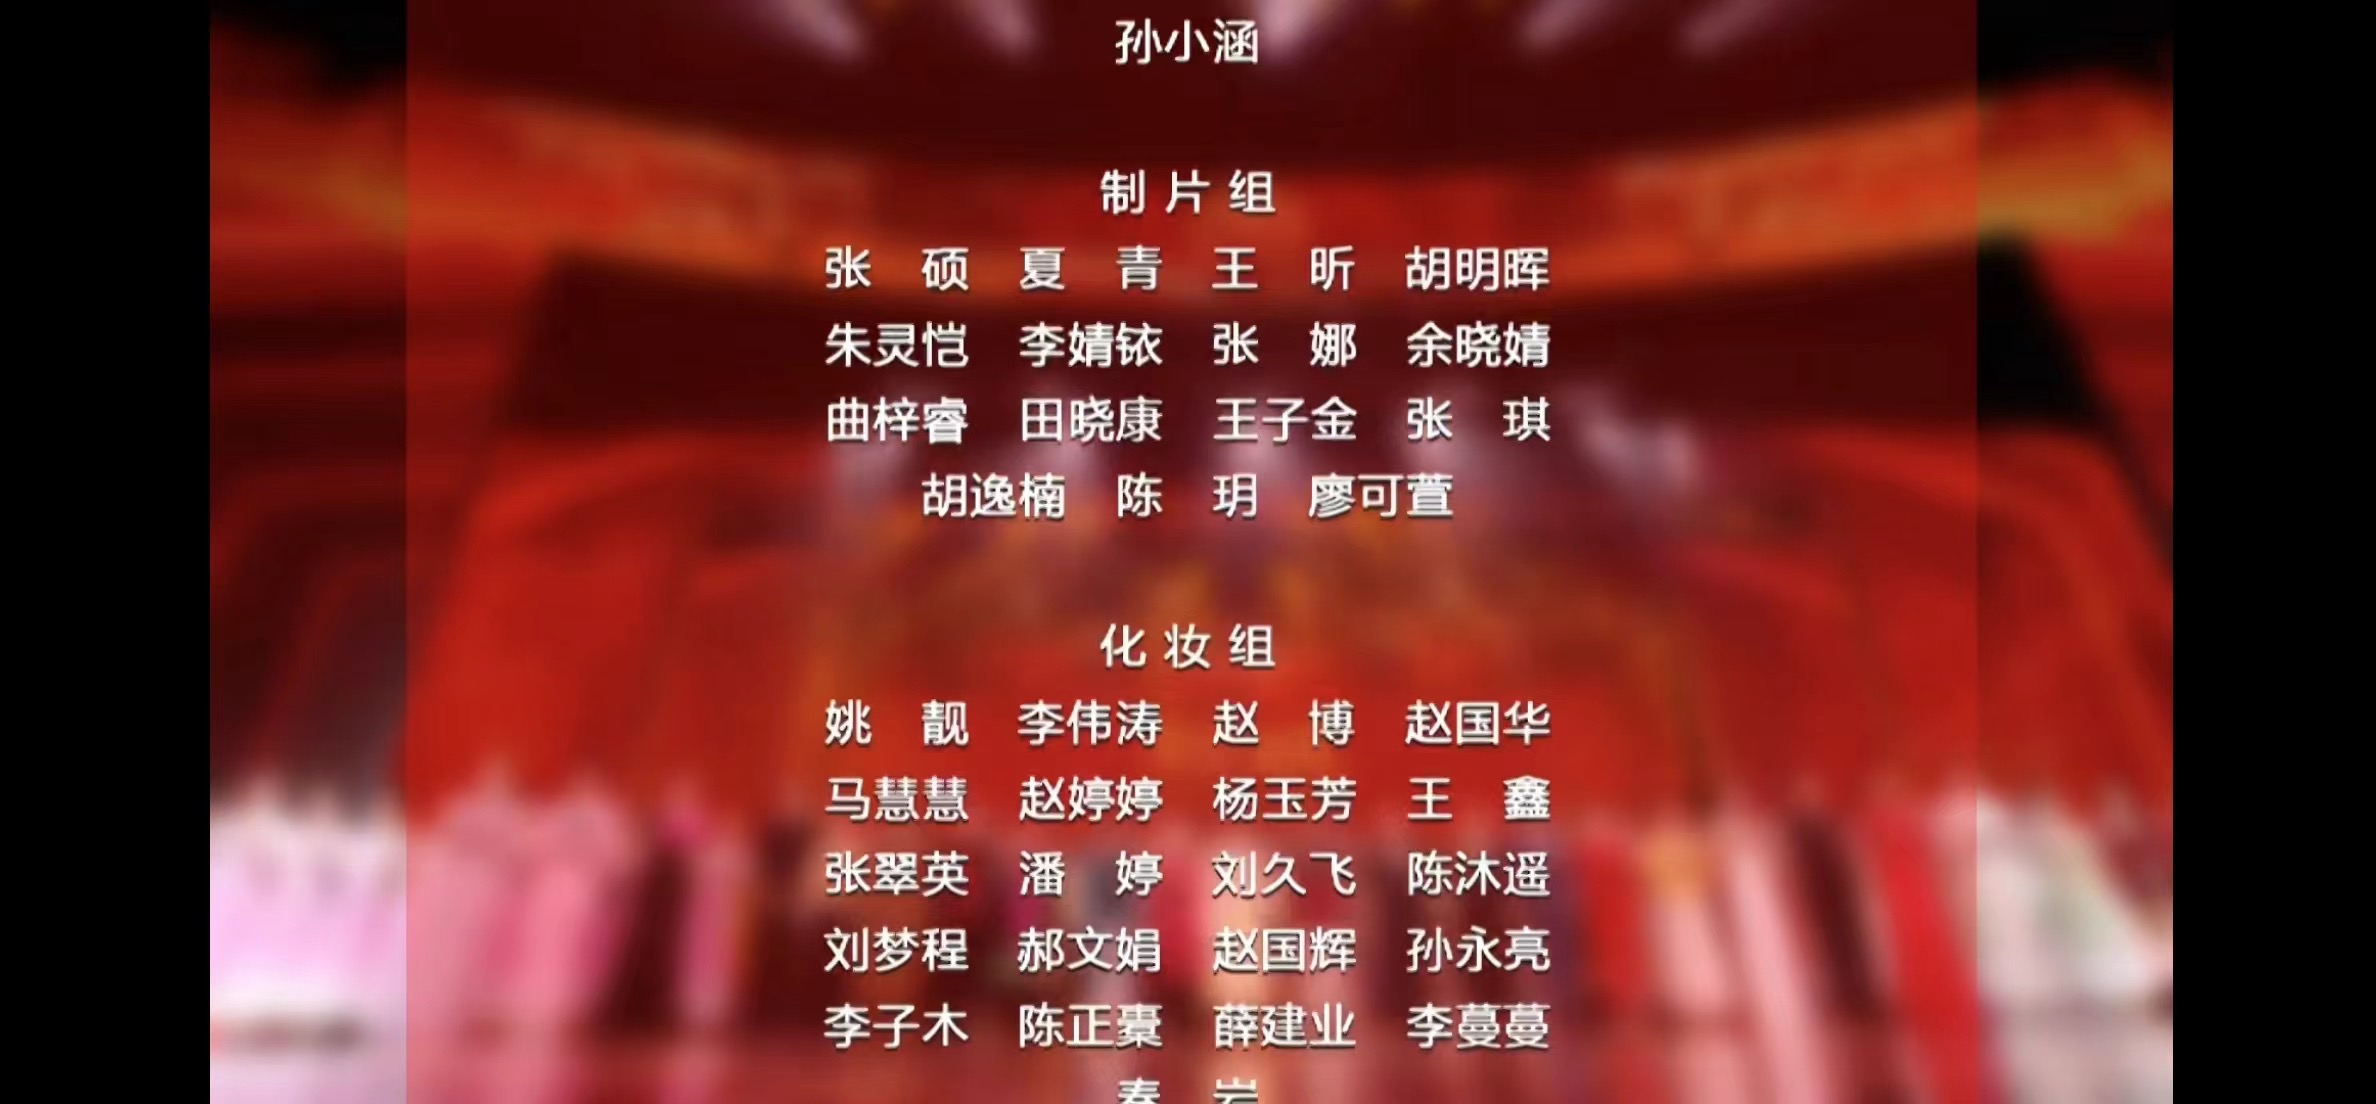 孙小涵
制片组
张 硕 夏 青 王 昕 胡明晖
朱灵恺 李婧铱 张 娜 余晓婧
曲梓睿 田晓康 王子金 张 琪
胡逸楠 陈 玥 廖可萱
化妆组
姚 靓 李伟涛 赵 博 赵国华
马慧慧 赵婷婷 杨玉芳 王 鑫
张翠英 潘 婷 刘久飞 陈沐遥
刘梦程 郝文娟 赵国辉 孙永亮
李子木 陈正橐 薛建业 李蔓蔓